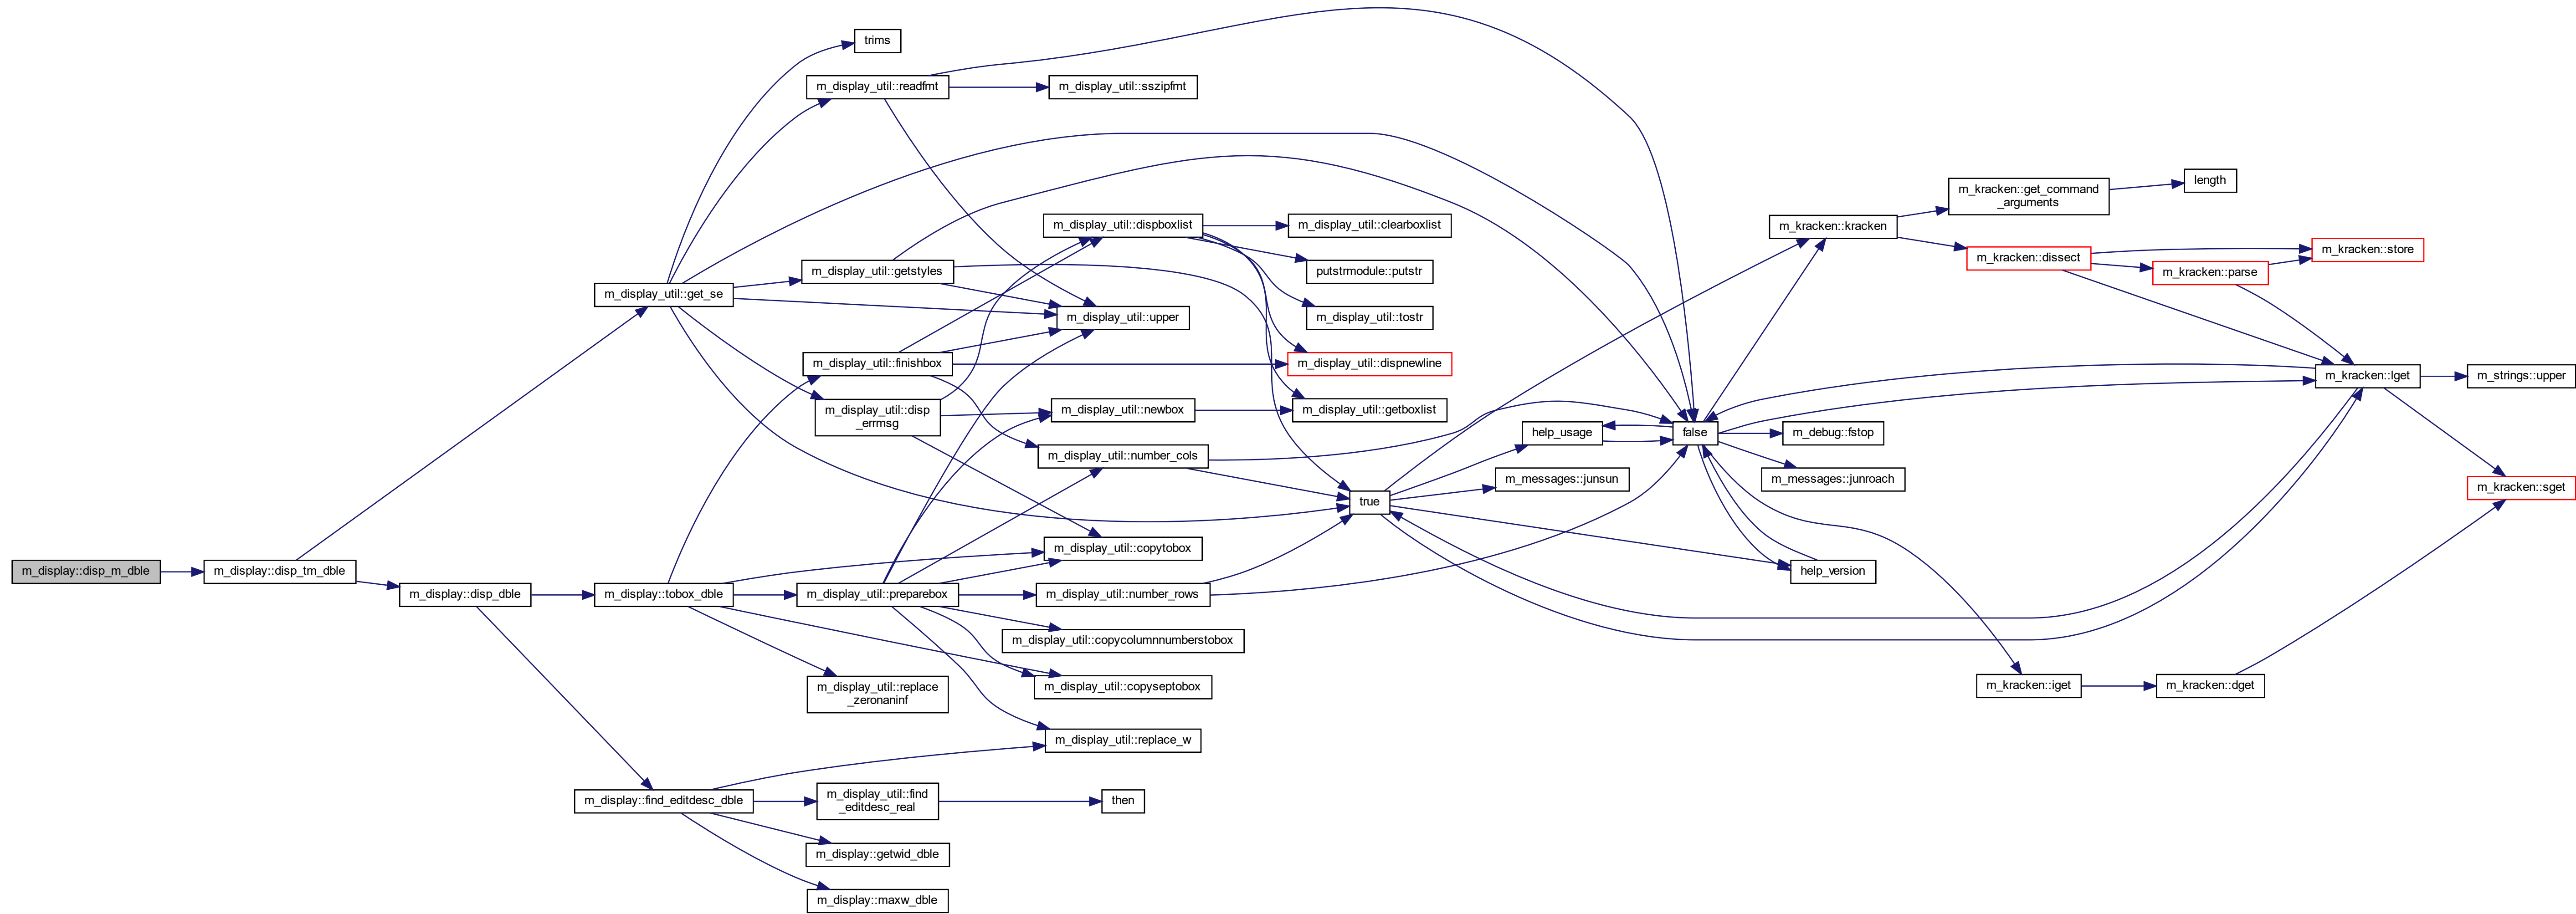 m_display::disp_m_dble
m_display::disp_tm_dble
m_display_util::get_se
m_display::disp_dble
m_display::tobox_dble
m_display::find_editdesc_dble
trims
m_display_util::readfmt
m_display_util::getstyles
m_display_util::finishbox
m_display_util::disp
_errmsg
m_display_util::preparebox
m_display_util::replace
_zeronaninf
m_display_util::find
_editdesc_real
m_display::getwid_dble
m_display::maxw_dble
m_display_util::sszipfmt
m_display_util::dispboxlist
m_display_util::upper
m_display_util::newbox
m_display_util::number_cols
m_display_util::copytobox
m_display_util::number_rows
m_display_util::copycolumnnumberstobox
m_display_util::copyseptobox
m_display_util::replace_w
then
m_display_util::clearboxlist
putstrmodule::putstr
m_display_util::tostr
m_display_util::dispnewline
m_display_util::getboxlist
true
help_usage
m_messages::junsun
false
m_kracken::kracken
m_debug::fstop
m_messages::junroach
help_version
m_kracken::get_command
_arguments
m_kracken::dissect
m_kracken::iget
length
m_kracken::parse
m_kracken::dget
m_kracken::store
m_kracken::lget
m_strings::upper
m_kracken::sget